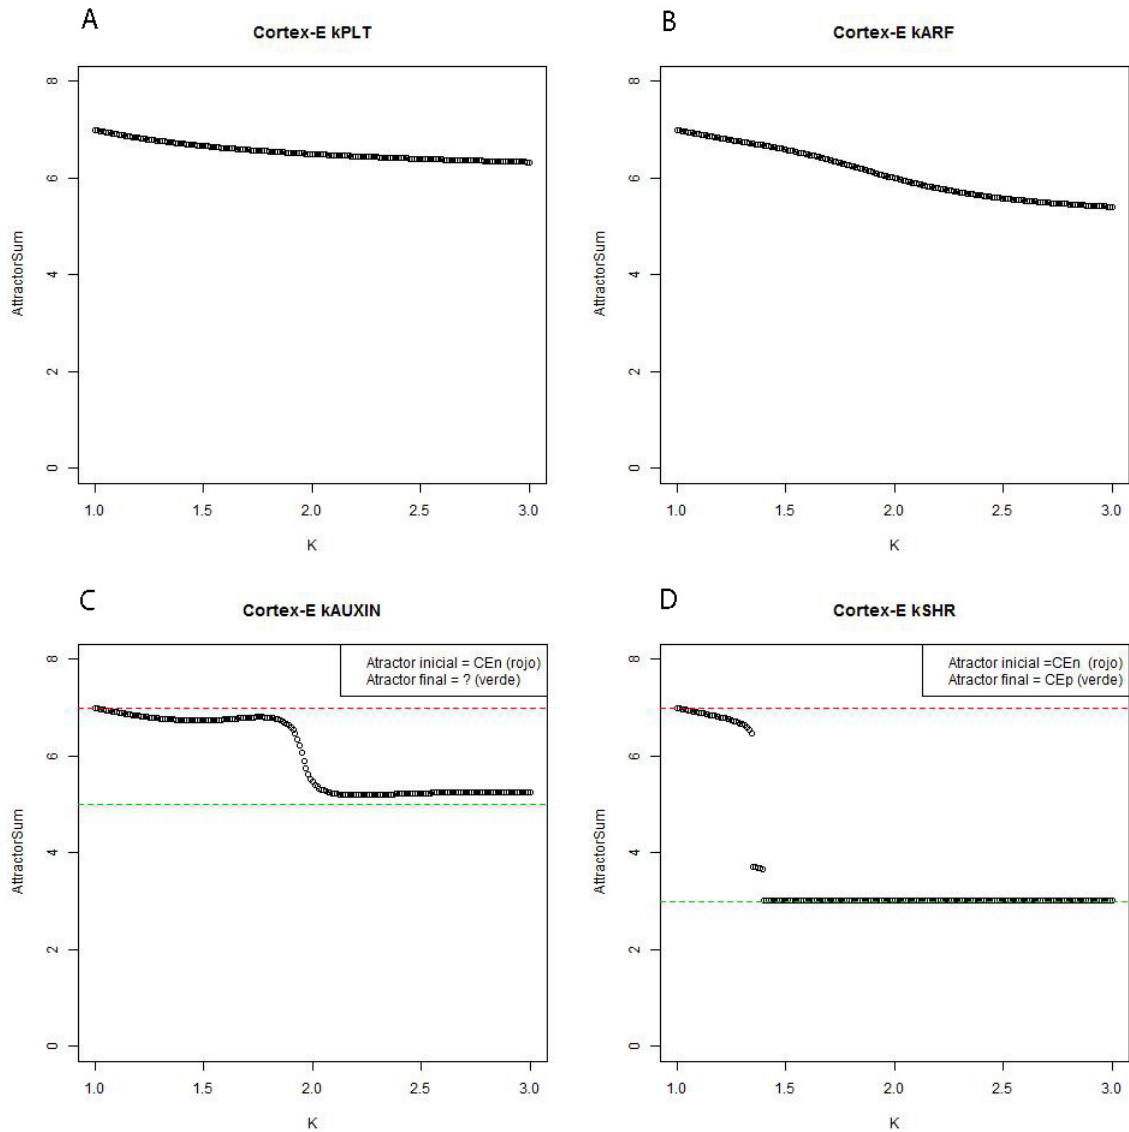 A
Cortex-E kPLT
AttractorSum
8
6
4
2
0
1.0 1.5 2.0 2.5 3.0
K
B
Cortex-E kARF
AttractorSum
8
6
4
2
0
1.0 1.5 2.0 2.5 3.0
K
C
Cortex-E kAUXIN
Atractor inicial = CEn (rojo)
Atractor final = ? (verde)
AttractorSum
8
6
4
2
0
1.0 1.5 2.0 2.5 3.0
K
D
Cortex-E kSHR
Atractor inicial =CEn (rojo)
Atractor final = CEp (verde)
AttractorSum
8
6
4
2
0
1.0 1.5 2.0 2.5 3.0
K